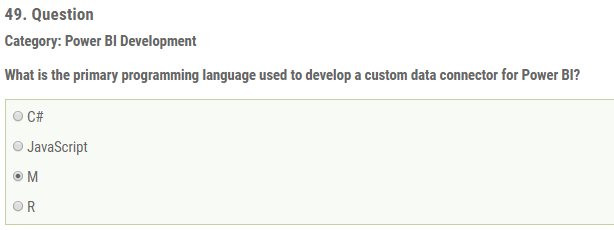 49. Question
Category: Power BI Development
What is the primary programming language used to develop a custom data connector for Power BI?
C#
JavaScript
M
R